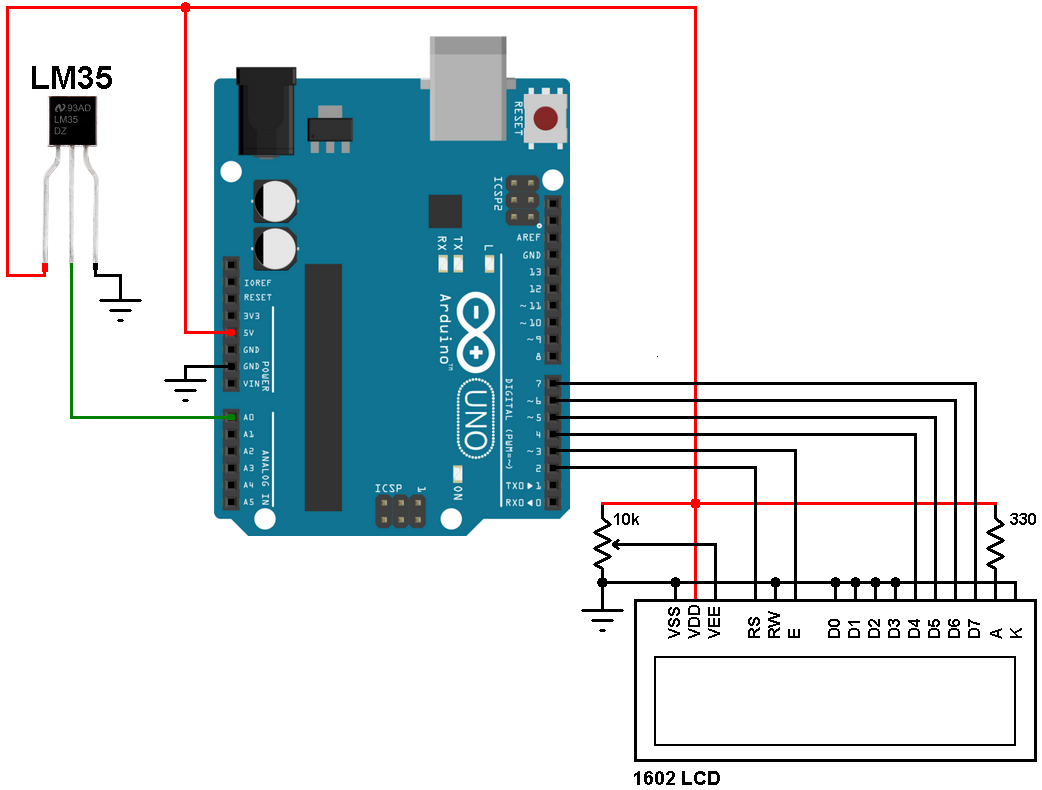 LM35
93AD
LM35
DZ
RESET
ICSP2
AREF
GND
13
12
~11
~10
~9
8
RX
TX
L
Arduino™
UNO
IOREF
RESET
3V3
5V
GND
GND
VIN
POWER
A0
A1
A2
A3
A4
A5
ANALOG IN
DIGITAL (PWM=~)
7
~6
~5
4
~3
2
TX0▶1
RX0◀0
ON
ICSP
1
10k
330
VSS
VDD
VEE
RS
RW
E
D0
D1
D2
D3
D4
D5
D6
D7
A
K
1602 LCD